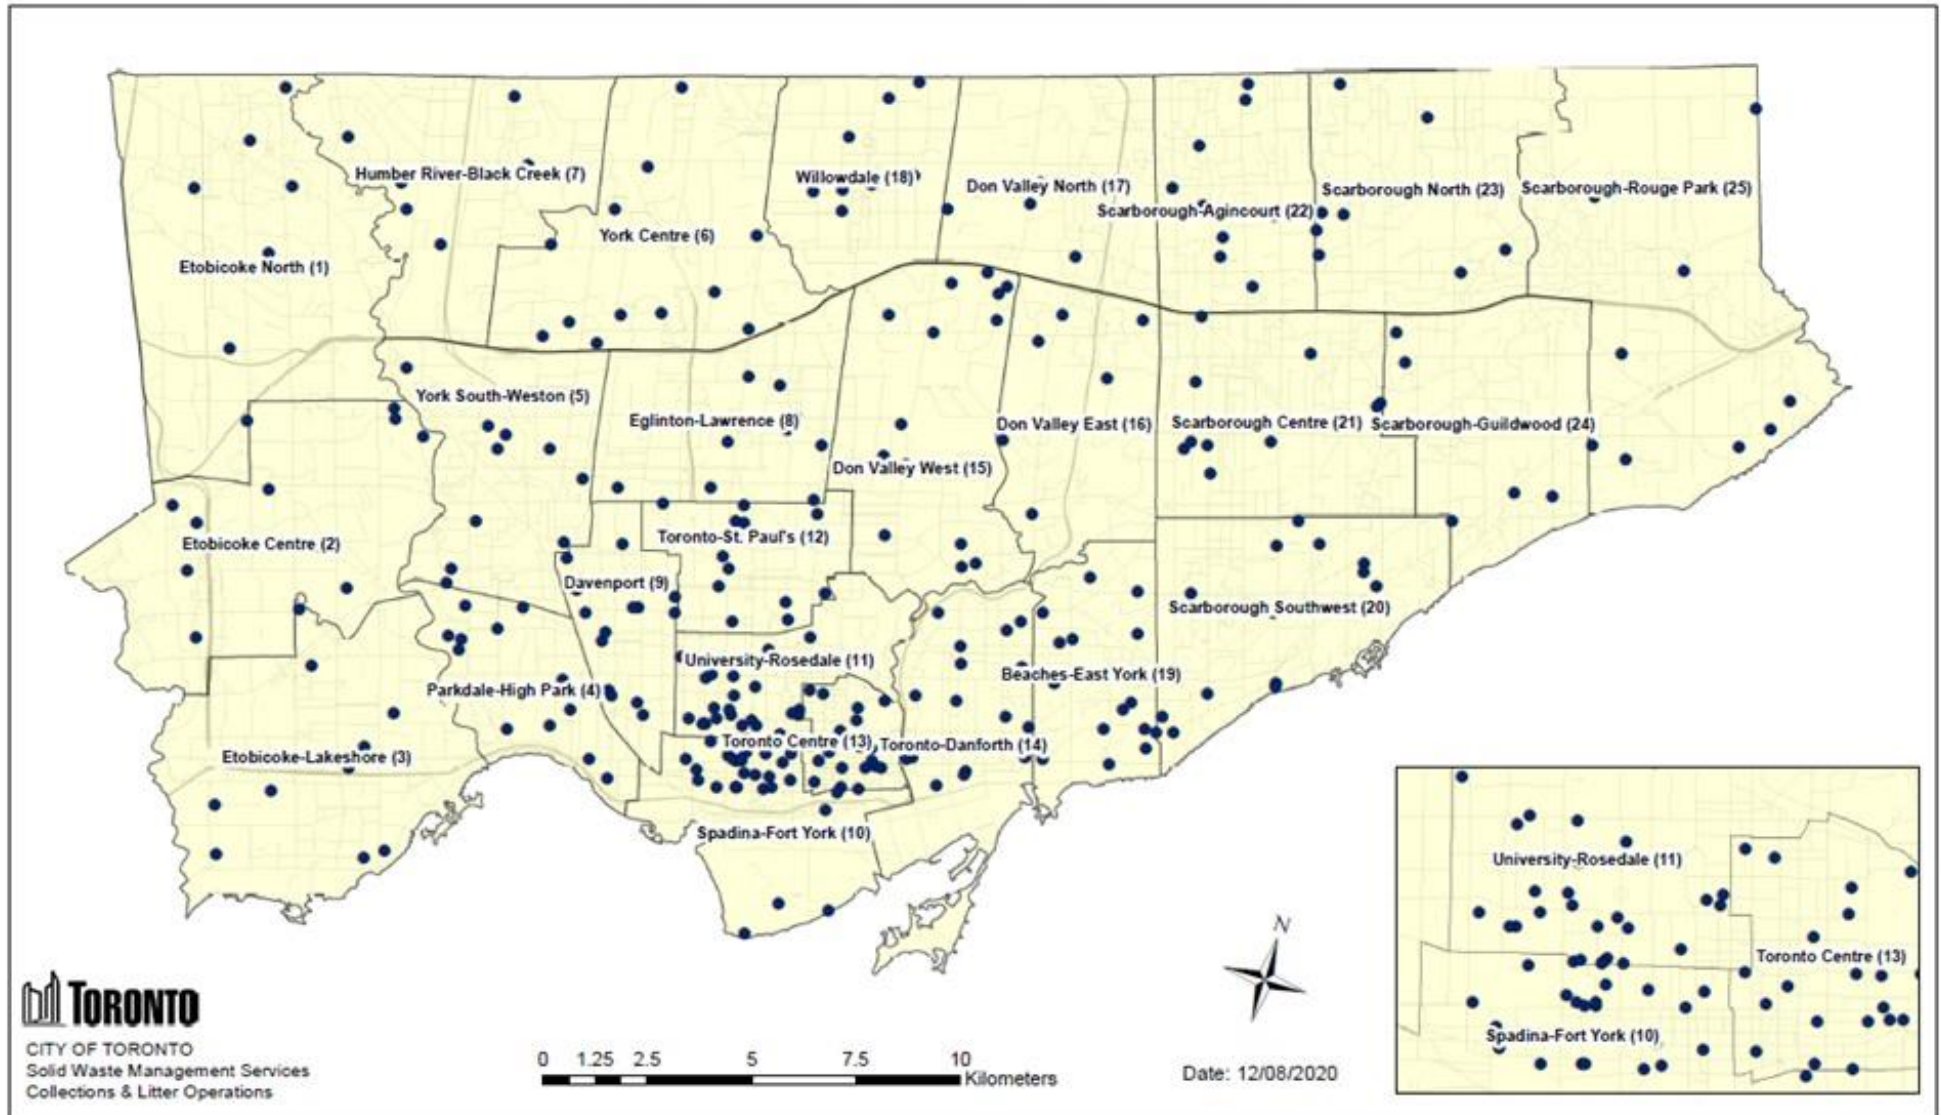 Humber River-Black Creek (7)
Willowdale (18)
Don Valley North (17)
Scarborough North (23)
Scarborough-Rouge Park (25)
Scarborough-Agincourt (22)
York Centre (6)
Etobicoke North (1)
York South-Weston (5)
Eglinton-Lawrence (8)
Don Valley East (16)
Scarborough Centre (21)
Scarborough-Guildwood (24)
Don Valley West (15)
Etobicoke Centre (2)
Toronto-St. Paul's (12)
Davenport (9)
Scarborough Southwest (20)
University-Rosedale (11)
Beaches-East York (19)
Parkdale-High Park (4)
Toronto Centre (13)
Toronto-Danforth (14)
Etobicoke-Lakeshore (3)
Spadina-Fort York (10)
University-Rosedale (11)
Toronto Centre (13)
Spadina-Fort York (10)
N
TORONTO
CITY OF TORONTO
Solid Waste Management Services
Collections & Litter Operations
0 1.25 2.5 5 7.5 10
Kilometers
Date: 12/08/2020